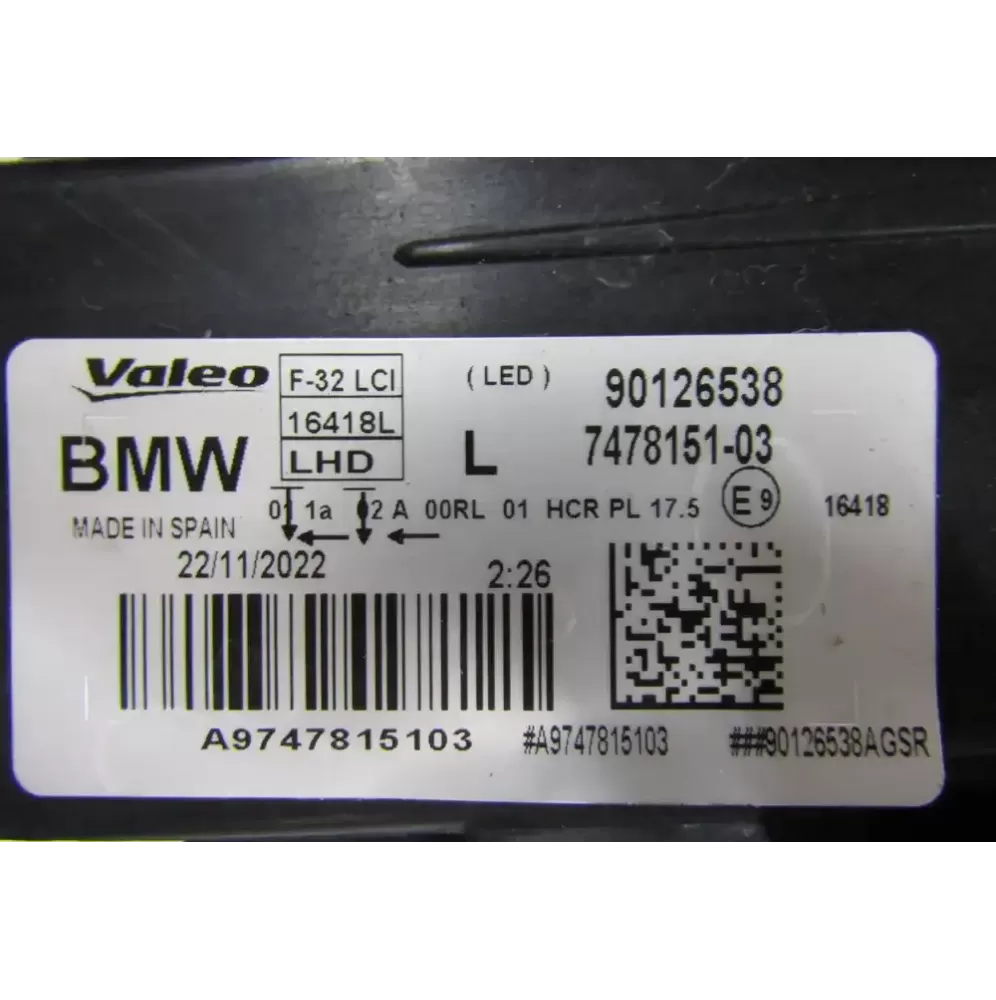 Valeo F-32 LCI (LED) 90126538
BMW 16418L L 7478151-03
LHD
01 1a 02 A 00RL 01 HCR PL 17.5 E9 16418
MADE IN SPAIN
22/11/2022 2:26
A9747815103 #A9747815103 ###90126538AGSR